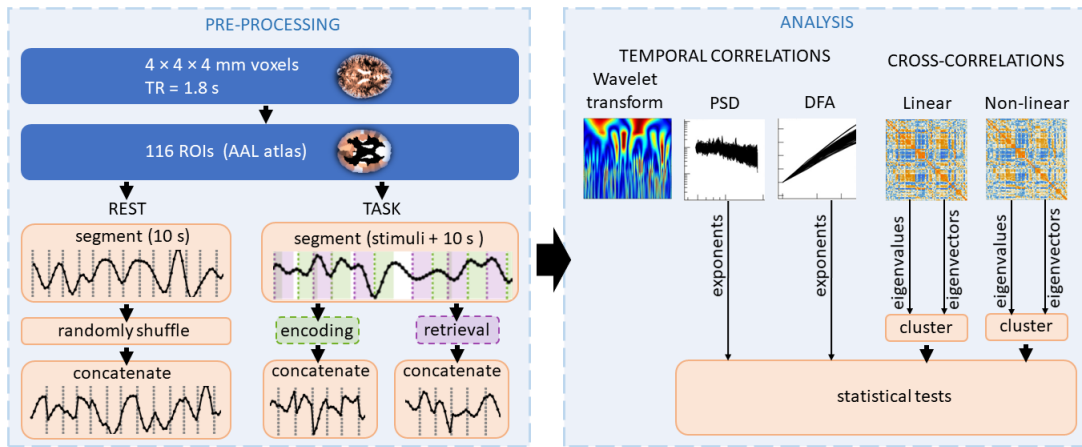 PRE-PROCESSING
4 × 4 × 4 mm voxels
TR = 1.8 s
116 ROIs (AAL atlas)
REST
TASK
segment (10 s)
segment (stimuli + 10 s )
randomly shuffle
encoding
retrieval
concatenate
concatenate
concatenate
ANALYSIS
TEMPORAL CORRELATIONS
CROSS-CORRELATIONS
Wavelet
transform
PSD
DFA
Linear
Non-linear
exponents
exponents
eigenvalues
eigenvectors
eigenvalues
eigenvectors
cluster
cluster
statistical tests